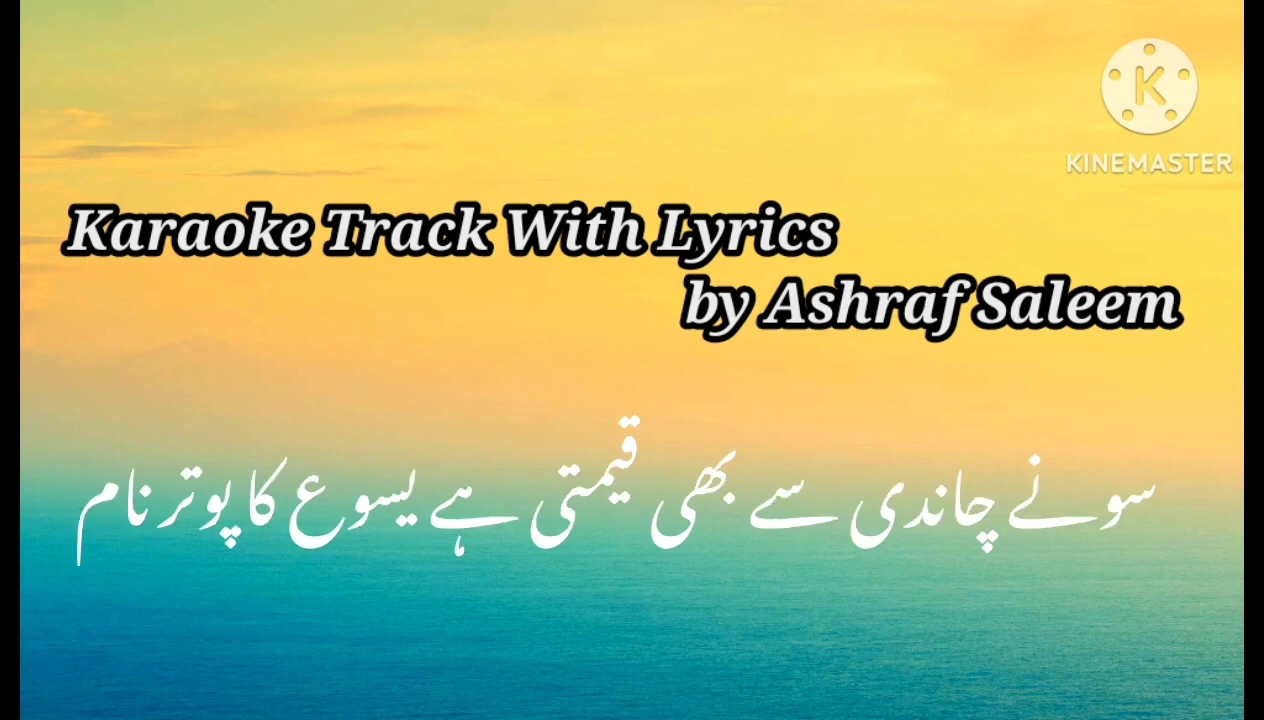 K
KINEMASTER
Karaoke Track With Lyrics
by Ashraf Saleem
سونے چاندی سے بھی قیمتی ہے یسوع کا پوتر نام